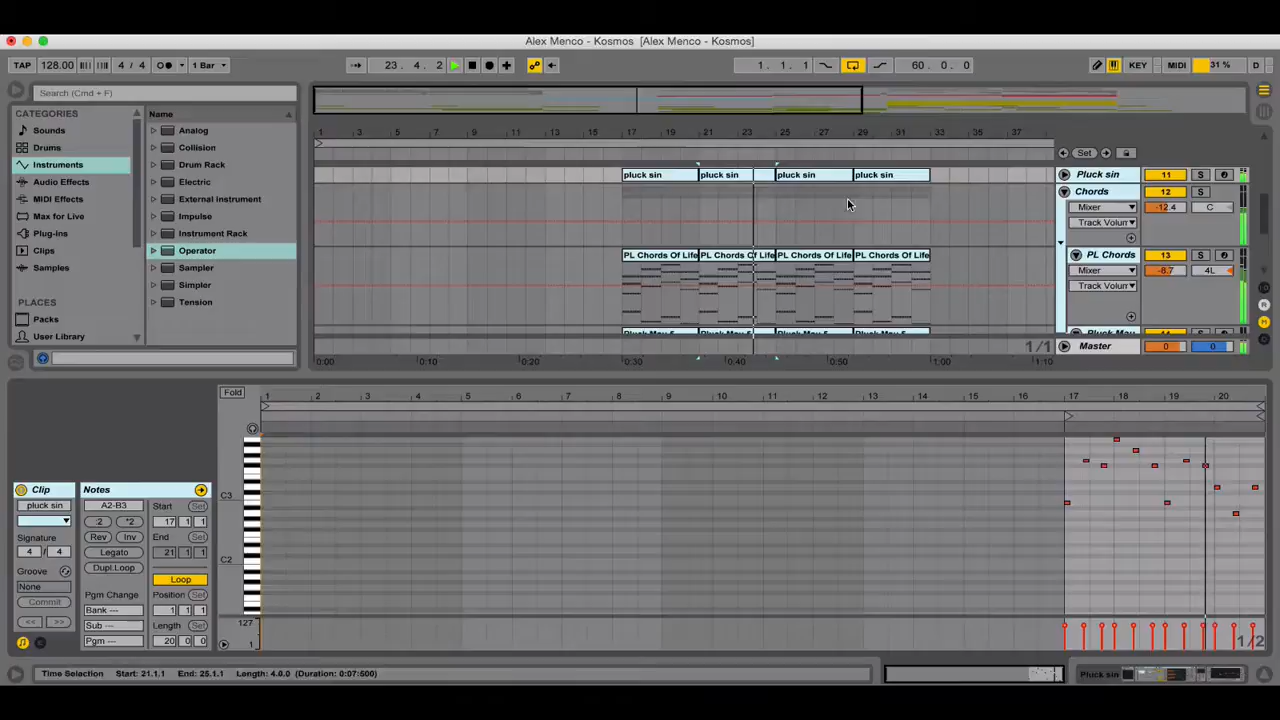 Alex Menco - Kosmos [Alex Menco - Kosmos]
TAP 128.00 4 / 4 1 Bar 23. 4. 2 1. 1. 1 60. 0. 0 KEY MIDI 31 % D
Search (Cmd + F)
CATEGORIES
Sounds
Drums
Instruments
Audio Effects
MIDI Effects
Max for Live
Plug-Ins
Clips
Samples
PLACES
Packs
User Library
Name
Analog
Collision
Drum Rack
Electric
External Instrument
Impulse
Instrument Rack
Operator
Sampler
Simpler
Tension
1 3 5 7 9 11 13 15 17 19 21 23 25 27 29 31 33 35 37
Set
pluck sin pluck sin pluck sin pluck sin
Pluck sin 11 S
Chords 12 S
Mixer -12.4 C
Track Volum
PL Chords Of Life PL Chords Of Life PL Chords Of Life PL Chords Of Life
PL Chords 13 S
Mixer -8.7 4L
Track Volum
1/1
Master 0 0
0:00 0:10 0:20 0:30 0:40 0:50 1:00 1:10
Fold
1 2 3 4 5 6 7 8 9 10 11 12 13 14 15 16 17 18 19 20
C3
C2
127
1
1/2
Clip
pluck sin
Signature
4 / 4
Groove
None
Commit
<< >>
Notes
A2-B3
:2 *2
Rev Inv
Legato
Dupl.Loop
Pgm Change
Bank ---
Sub ---
Pgm ---
Start Set
17 1 1
End Set
21 1 1
Loop
Position Set
1 1 1
Length Set
20 0 0
Time Selection Start: 21.1.1 End: 25.1.1 Length: 4.0.0 (Duration: 0:07:500)
Pluck sin